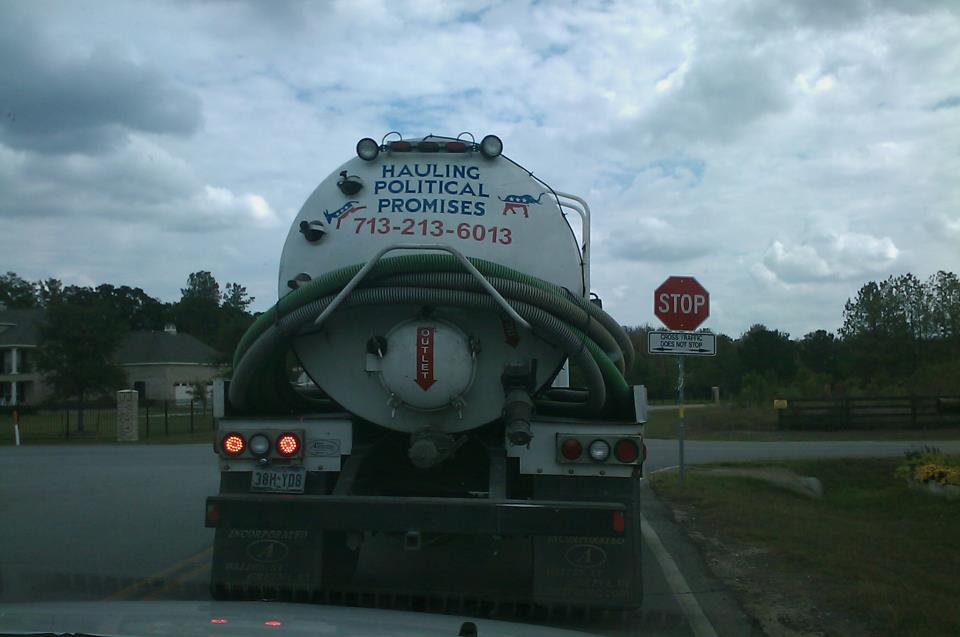 HAULING
POLITICAL
PROMISES
713-213-6013
OUTLET
STOP
CROSS TRAFFIC
DOES NOT STOP
38H·YD8
INCORPORATED
A
INCORPORATED
A